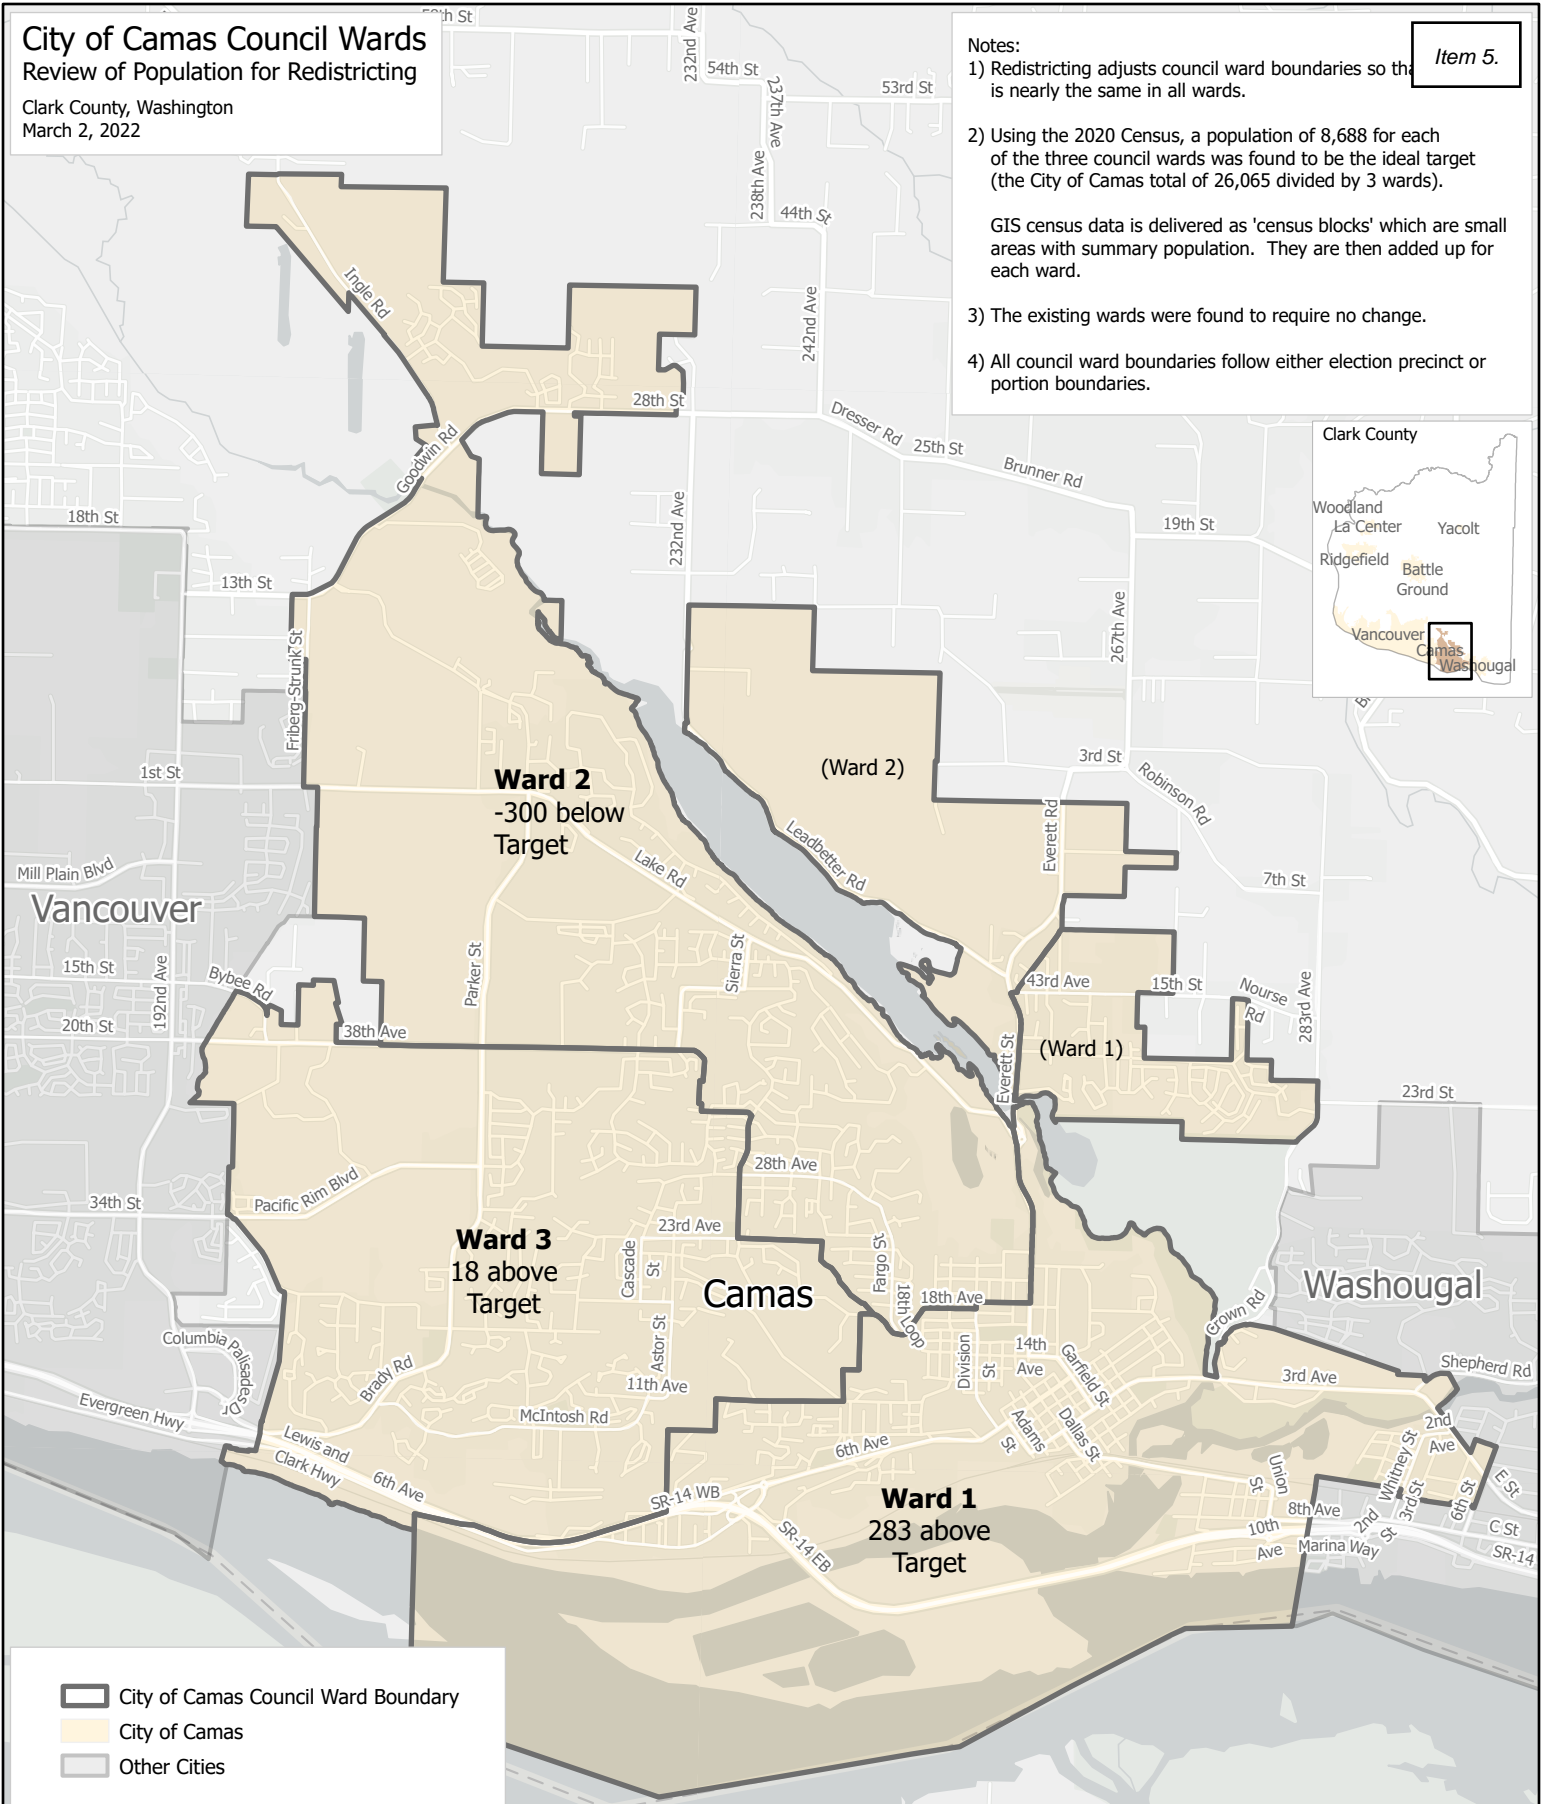 City of Camas Council Wards
Review of Population for Redistricting
Clark County, Washington
March 2, 2022
Item 5.
Notes:
1) Redistricting adjusts council ward boundaries so
is nearly the same in all wards.
2) Using the 2020 Census, a population of 8,688 for each
of the three council wards was found to be the ideal target
(the City of Camas total of 26,065 divided by 3 wards).
GIS census data is delivered as 'census blocks' which are small
areas with summary population. They are then added up for
each ward.
3) The existing wards were found to require no change.
4) All council ward boundaries follow either election precinct or
portion boundaries.
Clark County
Woodland
La Center
Yacolt
Ridgefield
Battle
Ground
Vancouver
Camas
Washougal
St
232nd Ave
54th St
237th Ave
53rd St
238th Ave
44th St
Ingle Rd
242nd Ave
28th St
Dresser Rd
25th St
Brunner Rd
Goodwin Rd
18th St
232nd Ave
19th St
13th St
267th Ave
Friberg-Strunk St
3rd St
(Ward 2)
Robinson Rd
1st St
Ward 2
-300 below
Target
Everett Rd
Leadbetter Rd
Lake Rd
Mill Plain Blvd
7th St
Vancouver
Sierra St
Parker St
15th St
Bybee Rd
192nd Ave
43rd Ave
15th St
Nourse
Rd
283rd Ave
20th St
38th Ave
Everett St
(Ward 1)
23rd St
28th Ave
34th St
Pacific Rim Blvd
Ward 3
18 above
Target
23rd Ave
Cascade
St
Fargo St
Camas
18th Loop
18th Ave
Washougal
Crown Rd
Columbia Palisades Dr
Astor St
Division
St
14th
Ave
Garfield St
Shepherd Rd
Brady Rd
11th Ave
3rd Ave
Evergreen Hwy
McIntosh Rd
Adams
St
Dallas St
2nd
Ave
Lewis and
Clark Hwy
6th Ave
6th Ave
Whitney St
Union
St
E St
SR-14 WB
Ward 1
283 above
Target
3rd St
6th St
8th Ave
2nd
St
C St
SR-14 EB
10th
Ave
Marina Way
SR-14
City of Camas Council Ward Boundary
City of Camas
Other Cities